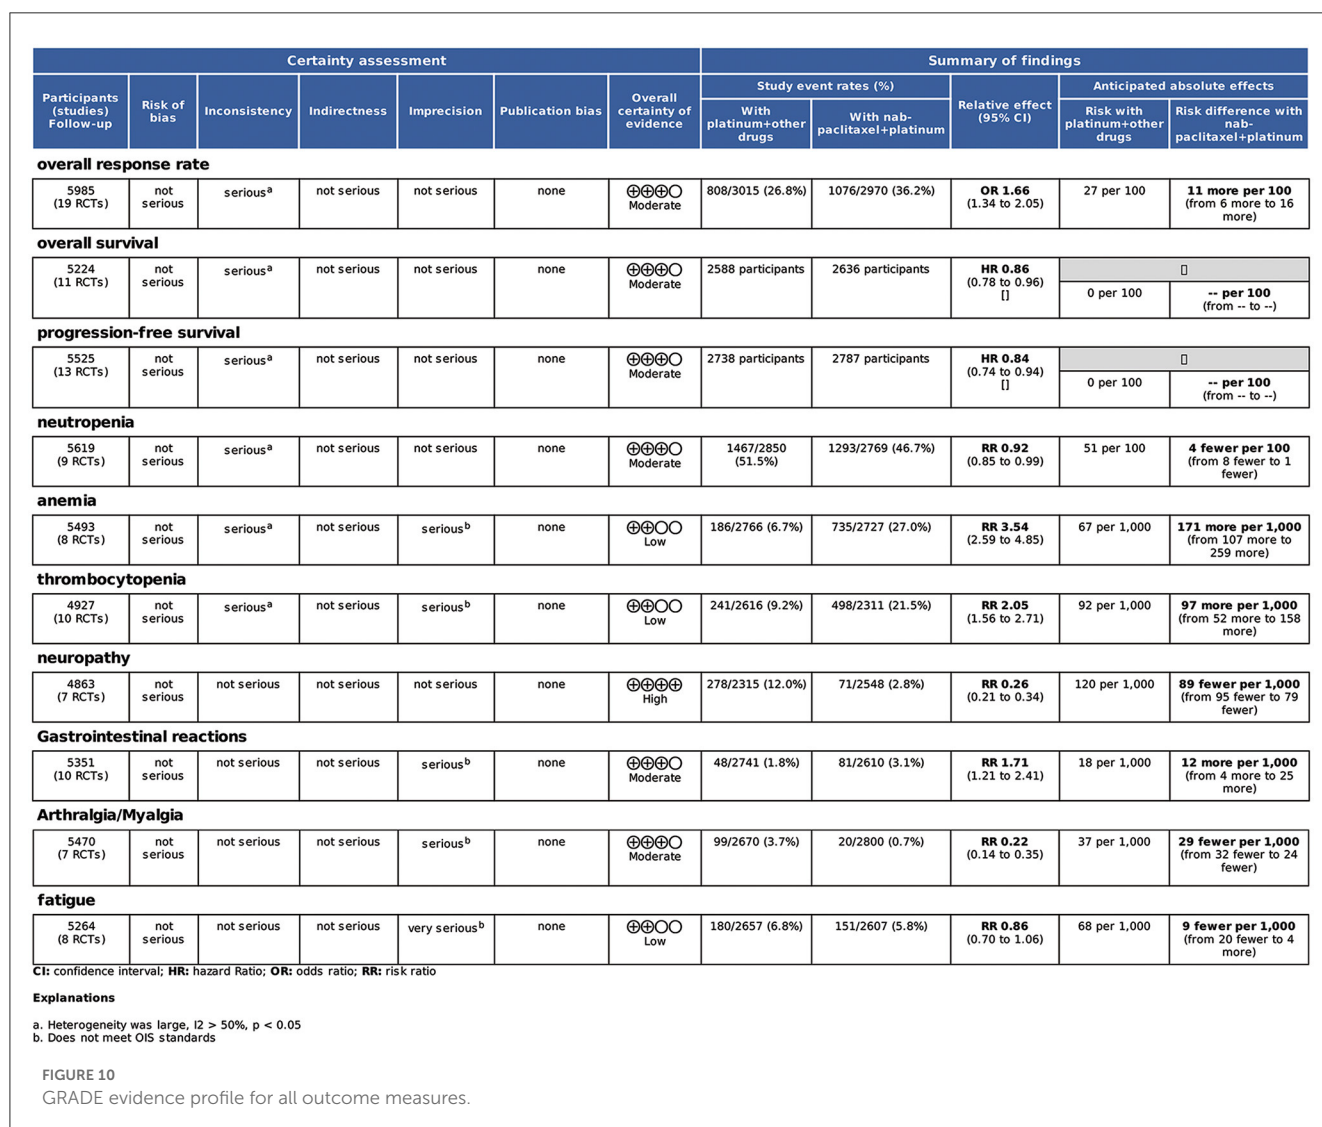 Certainty assessment
Summary of findings
Participants (studies) Follow-up
Risk of bias
Inconsistency
Indirectness
Imprecision
Publication bias
Overall certainty of evidence
Study event rates (%)
With platinum+other drugs
With nab-paclitaxel+platinum
Relative effect (95% CI)
Anticipated absolute effects
Risk with platinum+other drugs
Risk difference with nab-paclitaxel+platinum
overall response rate
5985 not serious^a not serious not serious none ⊕⊕⊕◯ 808/3015 (26.8%) 1076/2970 (36.2%) OR 1.66 27 per 100 11 more per 100
(19 RCTs) serious Moderate (1.34 to 2.05) (from 6 more to 16
more)
overall survival
5224 not serious^a not serious not serious none ⊕⊕⊕◯ 2588 participants 2636 participants HR 0.86 ▯
(11 RCTs) serious Moderate (0.78 to 0.96)
[] 0 per 100 -- per 100
(from -- to --)
progression-free survival
5525 not serious^a not serious not serious none ⊕⊕⊕◯ 2738 participants 2787 participants HR 0.84 ▯
(13 RCTs) serious Moderate (0.74 to 0.94)
[] 0 per 100 -- per 100
(from -- to --)
neutropenia
5619 not serious^a not serious not serious none ⊕⊕⊕◯ 1467/2850 1293/2769 (46.7%) RR 0.92 51 per 100 4 fewer per 100
(9 RCTs) serious Moderate (51.5%) (0.85 to 0.99) (from 8 fewer to 1
fewer)
anemia
5493 not serious^a not serious serious^b none ⊕⊕◯◯ 186/2766 (6.7%) 735/2727 (27.0%) RR 3.54 67 per 1,000 171 more per 1,000
(8 RCTs) serious Low (2.59 to 4.85) (from 107 more to
259 more)
thrombocytopenia
4927 not serious^a not serious serious^b none ⊕⊕◯◯ 241/2616 (9.2%) 498/2311 (21.5%) RR 2.05 92 per 1,000 97 more per 1,000
(10 RCTs) serious Low (1.56 to 2.71) (from 52 more to 158
more)
neuropathy
4863 not not serious not serious not serious none ⊕⊕⊕⊕ 278/2315 (12.0%) 71/2548 (2.8%) RR 0.26 120 per 1,000 89 fewer per 1,000
(7 RCTs) serious High (0.21 to 0.34) (from 95 fewer to 79
fewer)
Gastrointestinal reactions
5351 not not serious not serious serious^b none ⊕⊕⊕◯ 48/2741 (1.8%) 81/2610 (3.1%) RR 1.71 18 per 1,000 12 more per 1,000
(10 RCTs) serious Moderate (1.21 to 2.41) (from 4 more to 25
more)
Arthralgia/Myalgia
5470 not not serious not serious serious^b none ⊕⊕⊕◯ 99/2670 (3.7%) 20/2800 (0.7%) RR 0.22 37 per 1,000 29 fewer per 1,000
(7 RCTs) serious Moderate (0.14 to 0.35) (from 32 fewer to 24
fewer)
fatigue
5264 not not serious not serious very serious^b none ⊕⊕◯◯ 180/2657 (6.8%) 151/2607 (5.8%) RR 0.86 68 per 1,000 9 fewer per 1,000
(8 RCTs) serious Low (0.70 to 1.06) (from 20 fewer to 4
more)
CI: confidence interval; HR: hazard Ratio; OR: odds ratio; RR: risk ratio
Explanations
a. Heterogeneity was large, I2 > 50%, p < 0.05
b. Does not meet OIS standards
FIGURE 10
GRADE evidence profile for all outcome measures.